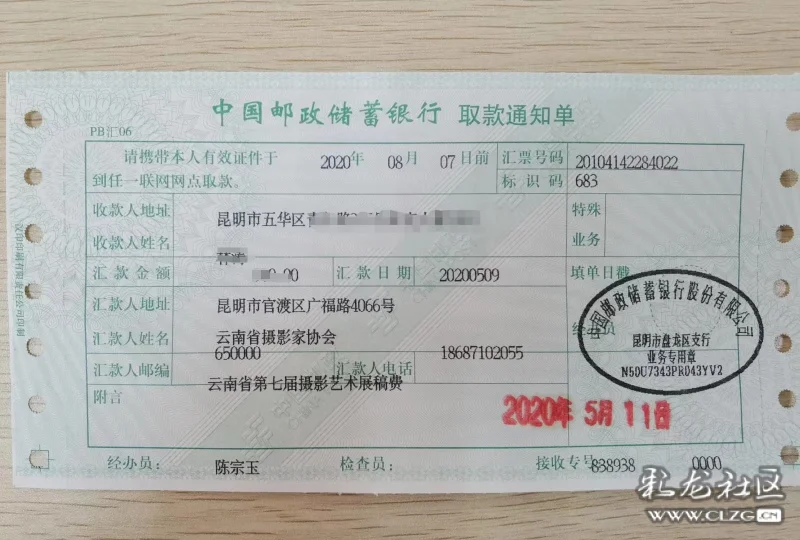 中国邮政储蓄银行 取款通知单
PB汇06
请携带本人有效证件于 2020年 08月 07日前
到任一联网网点取款。
汇票号码 20104142284022
标识码 683
收款人地址 昆明市五华区
收款人姓名
特殊
业务
汇款金额 汇款日期 20200509
填单日戳
汇款人地址 昆明市官渡区广福路4066号
汇款人姓名 云南省摄影家协会
650000 18687102055
汇款人邮编 汇款人电话
云南省第七届摄影艺术展稿费
附言
中国邮政储蓄银行股份有限公司
昆明市盘龙区支行
业务专用章
N50U7343PR043YV2
2020年 5月 11日
经办员: 陈宗玉 检查员: 接收专号 838938 0000
彩龙社区
WWW.CLZG.CN